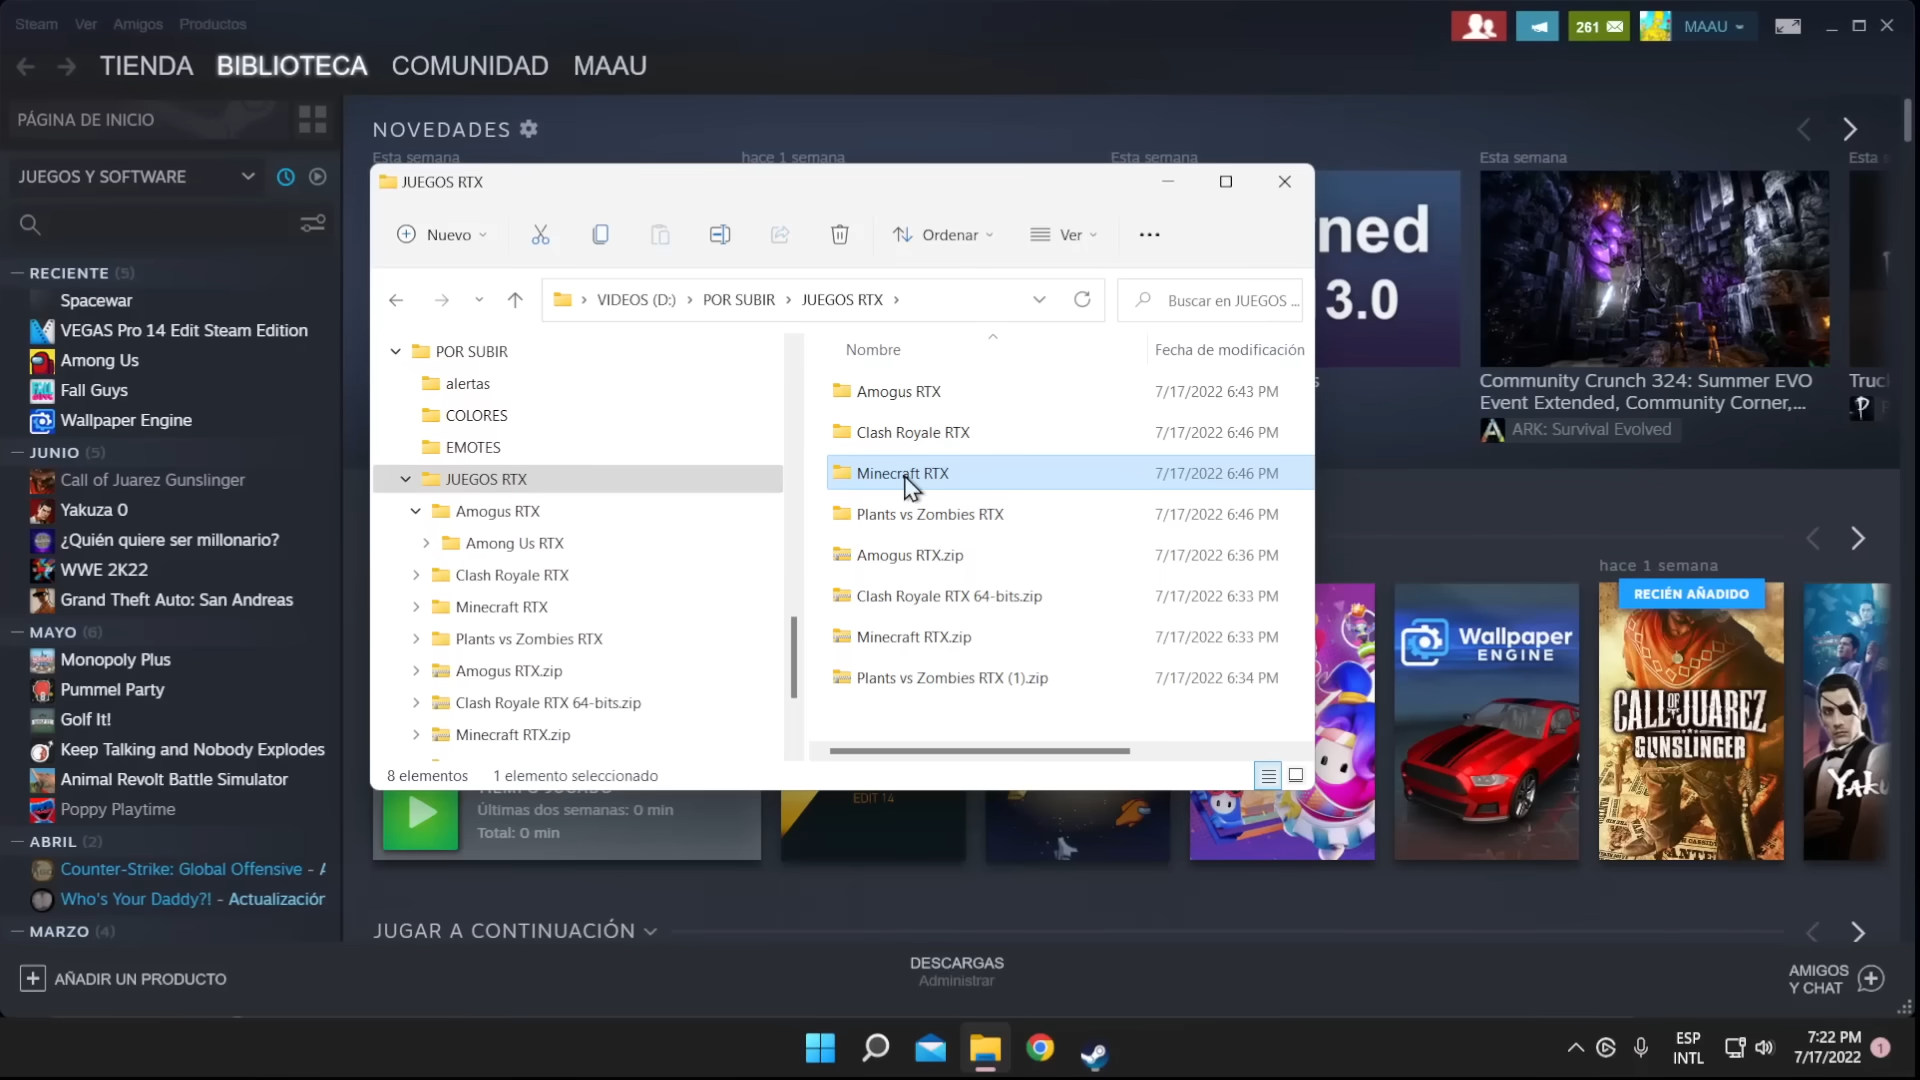 Steam Ver Amigos Productos
261 MAAU
TIENDA BIBLIOTECA COMUNIDAD MAAU
PÁGINA DE INICIO
JUEGOS Y SOFTWARE
RECIENTE (5)
Spacewar
VEGAS Pro 14 Edit Steam Edition
Among Us
Fall Guys
Wallpaper Engine
JUNIO (5)
Call of Juarez Gunslinger
Yakuza 0
¿Quién quiere ser millonario?
WWE 2K22
Grand Theft Auto: San Andreas
MAYO (6)
Monopoly Plus
Pummel Party
Golf It!
Keep Talking and Nobody Explodes
Animal Revolt Battle Simulator
Poppy Playtime
ABRIL (2)
Counter-Strike: Global Offensive - A
Who's Your Daddy?! - Actualización
MARZO (4)
AÑADIR UN PRODUCTO
NOVEDADES
Esta semana hace 1 semana Esta semana Esta semana Esta s
ned
3.0
Community Crunch 324: Summer EVO
Event Extended, Community Corner,...
ARK: Survival Evolved
Truck
JUEGOS RTX
Nuevo Ordenar Ver
VIDEOS (D:) POR SUBIR JUEGOS RTX
Buscar en JUEGOS ...
POR SUBIR
alertas
COLORES
EMOTES
JUEGOS RTX
Amogus RTX
Among Us RTX
Clash Royale RTX
Minecraft RTX
Plants vs Zombies RTX
Amogus RTX.zip
Clash Royale RTX 64-bits.zip
Minecraft RTX.zip
Nombre Fecha de modificación
Amogus RTX 7/17/2022 6:43 PM
Clash Royale RTX 7/17/2022 6:46 PM
Minecraft RTX 7/17/2022 6:46 PM
Plants vs Zombies RTX 7/17/2022 6:46 PM
Amogus RTX.zip 7/17/2022 6:36 PM
Clash Royale RTX 64-bits.zip 7/17/2022 6:33 PM
Minecraft RTX.zip 7/17/2022 6:33 PM
Plants vs Zombies RTX (1).zip 7/17/2022 6:34 PM
8 elementos 1 elemento seleccionado
TIEMPO JUGADO
Últimas dos semanas: 0 min
Total: 0 min
EDIT 14
hace 1 semana
RECIÉN AÑADIDO
Wallpaper
ENGINE
CALL OF JUAREZ
GUNSLINGER
YAKU
JUGAR A CONTINUACIÓN
DESCARGAS
Administrar
AMIGOS
Y CHAT
ESP
INTL
7:22 PM
7/17/2022
1